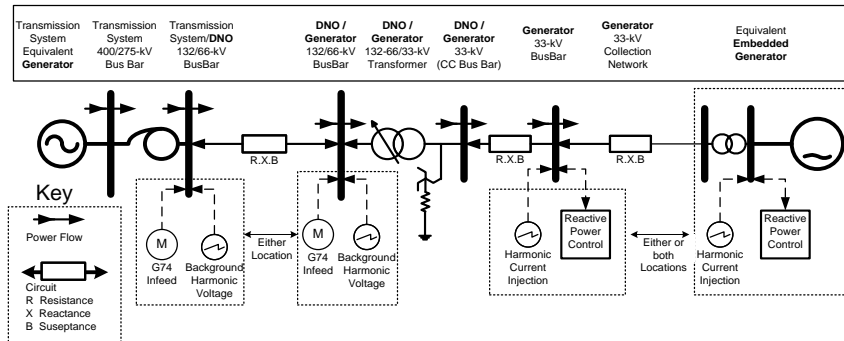 Transmission
System
Equivalent
Generator
Transmission
System
400/275-kV
Bus Bar
Transmission
System/DNO
132/66-kV
BusBar
DNO /
Generator
132/66-kV
BusBar
DNO /
Generator
132-66/33-kV
Transformer
DNO /
Generator
33-kV
(CC Bus Bar)
Generator
33-kV
BusBar
Generator
33-kV
Collection
Network
Equivalent
Embedded
Generator
R.X.B
R.X.B
R.X.B
Key
Power Flow
Circuit
R Resistance
X Reactance
B Suseptance
M
G74
Infeed
Background
Harmonic
Voltage
Either
Location
M
G74
Infeed
Background
Harmonic
Voltage
Harmonic
Current
Injection
Reactive
Power
Control
Either or
both
Locations
Harmonic
Current
Injection
Reactive
Power
Control